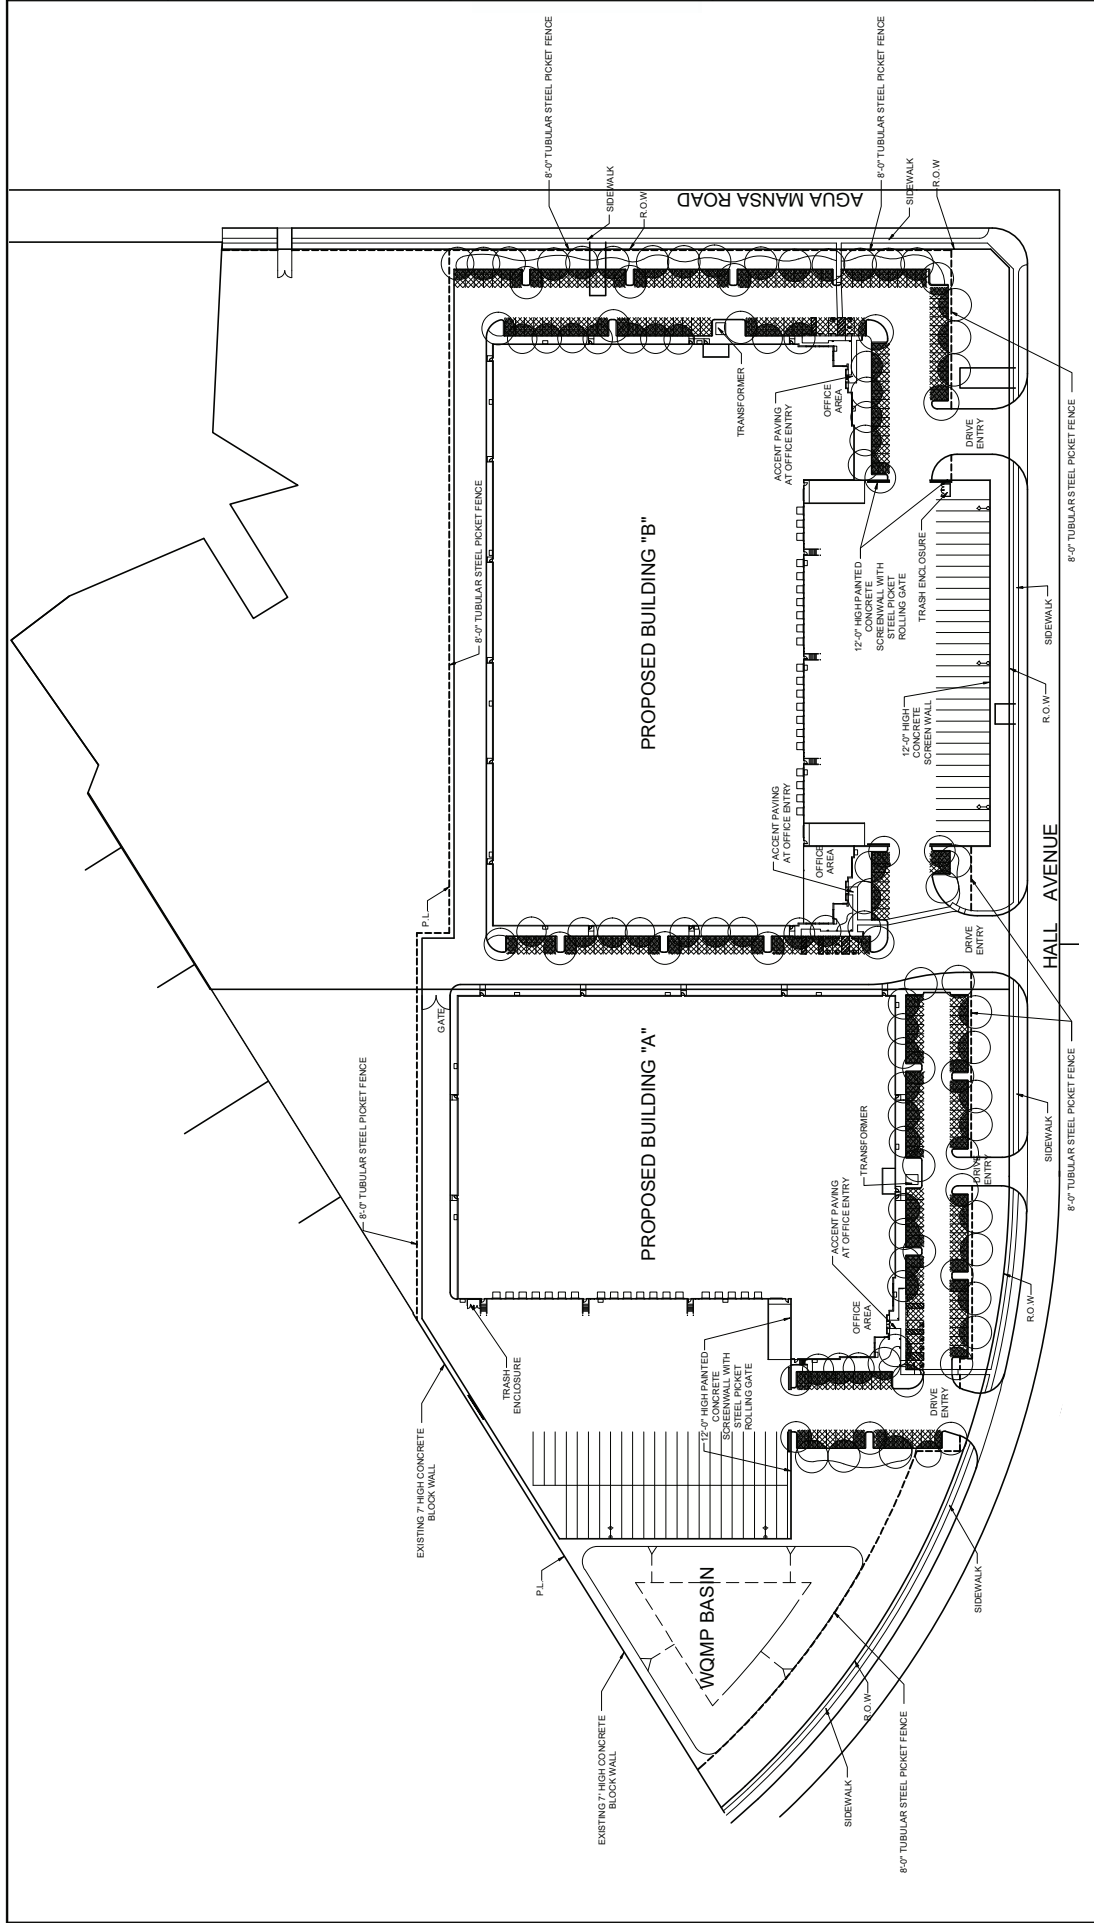 8'-0" TUBULAR STEEL PICKET FENCE
EXISTING 7' HIGH CONCRETE
BLOCK WALL
P.L.
GATE
8'-0" TUBULAR STEEL PICKET FENCE
TRASH
ENCLOSURE
P.L.
8'-0" TUBULAR STEEL PICKET FENCE
EXISTING 7' HIGH CONCRETE
BLOCK WALL
SIDEWALK
R.O.W
PROPOSED BUILDING "A"
PROPOSED BUILDING "B"
AGUA MANSA ROAD
WQMP BASIN
12'-0" HIGH PAINTED
CONCRETE
SCREENWALL WITH
STEEL PICKET
ROLLING GATE
TRANSFORMER
ACCENT PAVING
AT OFFICE ENTRY
ACCENT PAVING
AT OFFICE ENTRY
OFFICE
AREA
OFFICE
AREA
ACCENT PAVING
AT OFFICE ENTRY
SIDEWALK
OFFICE
AREA
TRANSFORMER
R.O.W
12'-0" HIGH PAINTED
CONCRETE
SCREENWALL WITH
STEEL PICKET
ROLLING GATE
8'-0" TUBULAR STEEL PICKET FENCE
8'-0" TUBULAR STEEL PICKET FENCE
12'-0" HIGH
CONCRETE
SCREEN WALL
TRASH ENCLOSURE
SIDEWALK
R.O.W
DRIVE
ENTRY
DRIVE
ENTRY
DRIVE
ENTRY
DRIVE
ENTRY
SIDEWALK
R.O.W
SIDEWALK
R.O.W
SIDEWALK
HALL AVENUE
8'-0" TUBULAR STEEL PICKET FENCE
8'-0" TUBULAR STEEL PICKET FENCE